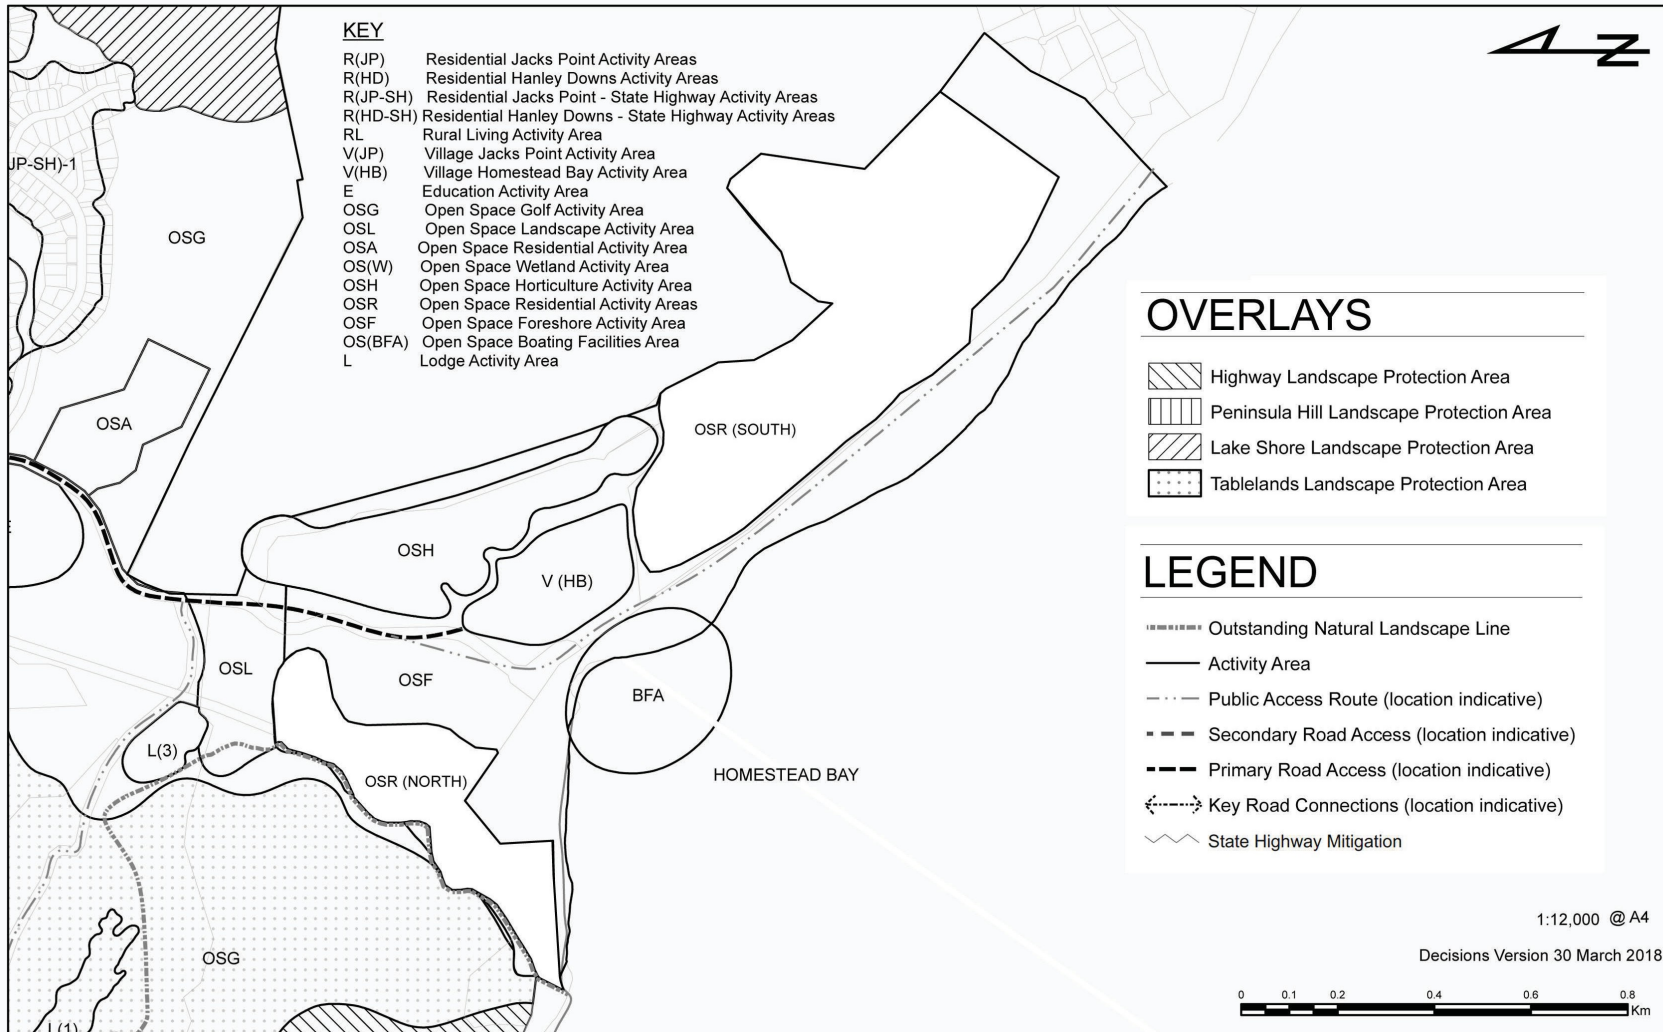 KEY
R(JP) Residential Jacks Point Activity Areas
R(HD) Residential Hanley Downs Activity Areas
R(JP-SH) Residential Jacks Point - State Highway Activity Areas
R(HD-SH) Residential Hanley Downs - State Highway Activity Areas
RL Rural Living Activity Area
V(JP) Village Jacks Point Activity Area
V(HB) Village Homestead Bay Activity Area
E Education Activity Area
OSG Open Space Golf Activity Area
OSL Open Space Landscape Activity Area
OSA Open Space Residential Activity Area
OS(W) Open Space Wetland Activity Area
OSH Open Space Horticulture Activity Area
OSR Open Space Residential Activity Areas
OSF Open Space Foreshore Activity Area
OS(BFA) Open Space Boating Facilities Area
L Lodge Activity Area
N
JP-SH)-1
OSG
OSA
OSR (SOUTH)
OSH
V (HB)
OSL
OSF
BFA
L(3)
OSR (NORTH)
HOMESTEAD BAY
OSG
L(1)
OVERLAYS
Highway Landscape Protection Area
Peninsula Hill Landscape Protection Area
Lake Shore Landscape Protection Area
Tablelands Landscape Protection Area
LEGEND
Outstanding Natural Landscape Line
Activity Area
Public Access Route (location indicative)
Secondary Road Access (location indicative)
Primary Road Access (location indicative)
Key Road Connections (location indicative)
State Highway Mitigation
1:12,000 @ A4
Decisions Version 30 March 2018
0 0.1 0.2 0.4 0.6 0.8
Km